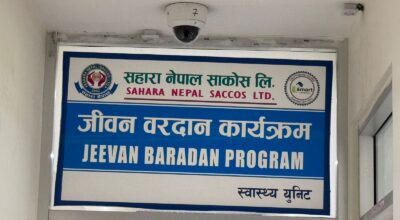 सहारा नेपाल साकोस लि.
SAHARA NEPAL SACCOS LTD.
जीवन वरदान कार्यक्रम
JEEVAN BARADAN PROGRAM
स्वास्थ्य युनिट